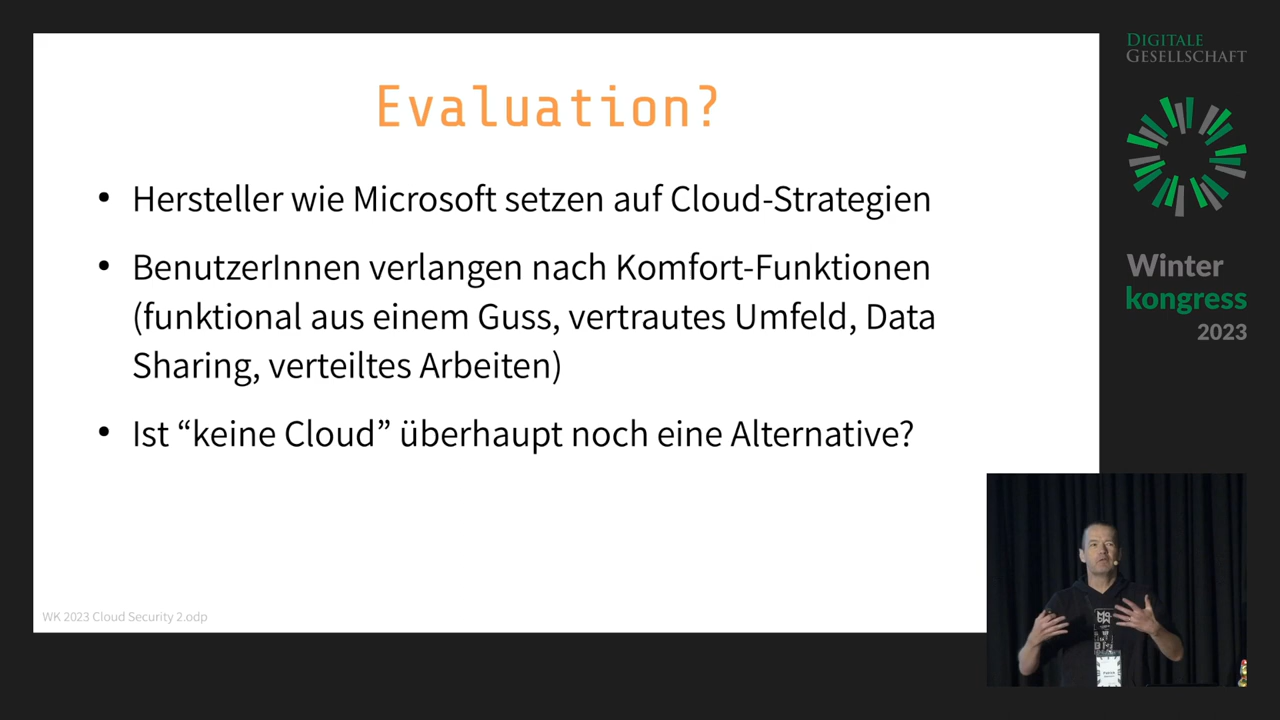 Evaluation?
• Hersteller wie Microsoft setzen auf Cloud-Strategien
• BenutzerInnen verlangen nach Komfort-Funktionen
(funktional aus einem Guss, vertrautes Umfeld, Data
Sharing, verteiltes Arbeiten)
• Ist “keine Cloud” überhaupt noch eine Alternative?
WK 2023 Cloud Security 2.odp
DIGITALE
GESELLSCHAFT
Winter
kongress
2023